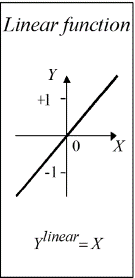 Linear function
Y
+1
0
X
-1
Y^linear = X